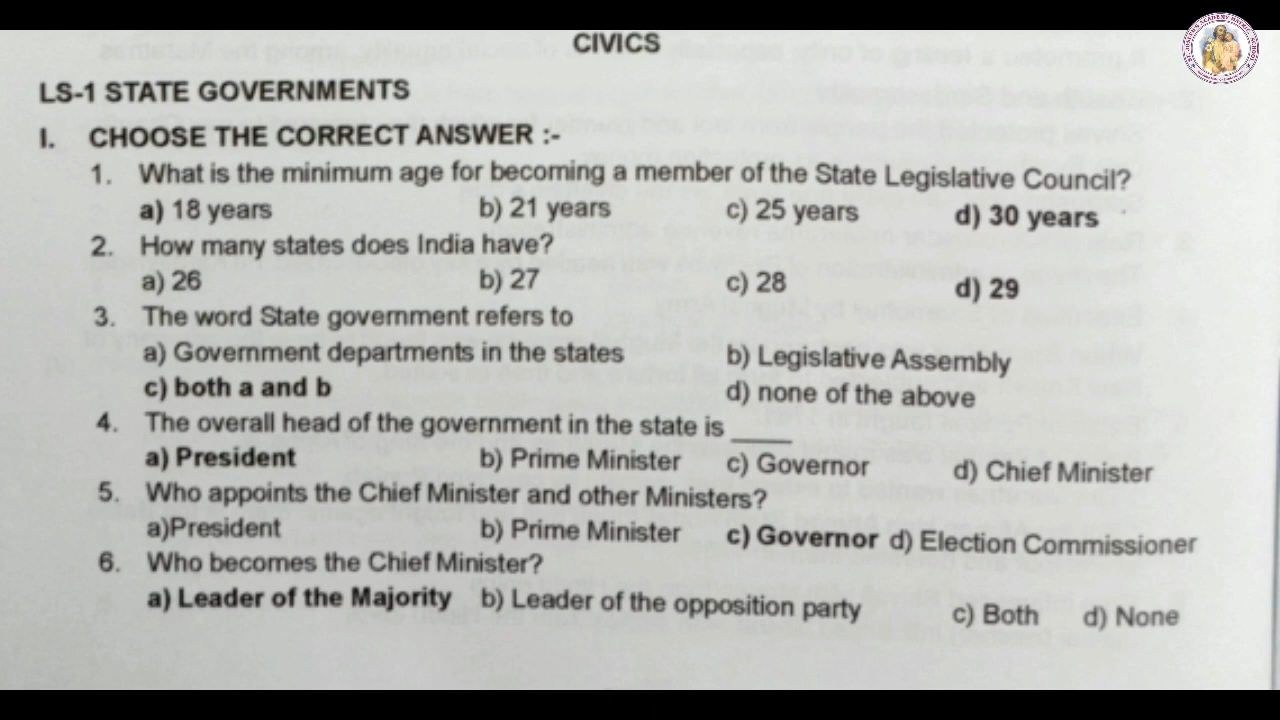 CIVICS
LS-1 STATE GOVERNMENTS
I. CHOOSE THE CORRECT ANSWER :-
1. What is the minimum age for becoming a member of the State Legislative Council?
a) 18 years b) 21 years c) 25 years d) 30 years
2. How many states does India have?
a) 26 b) 27 c) 28 d) 29
3. The word State government refers to
a) Government departments in the states b) Legislative Assembly
c) both a and b d) none of the above
4. The overall head of the government in the state is ____
a) President b) Prime Minister c) Governor d) Chief Minister
5. Who appoints the Chief Minister and other Ministers?
a)President b) Prime Minister c) Governor d) Election Commissioner
6. Who becomes the Chief Minister?
a) Leader of the Majority b) Leader of the opposition party c) Both d) None